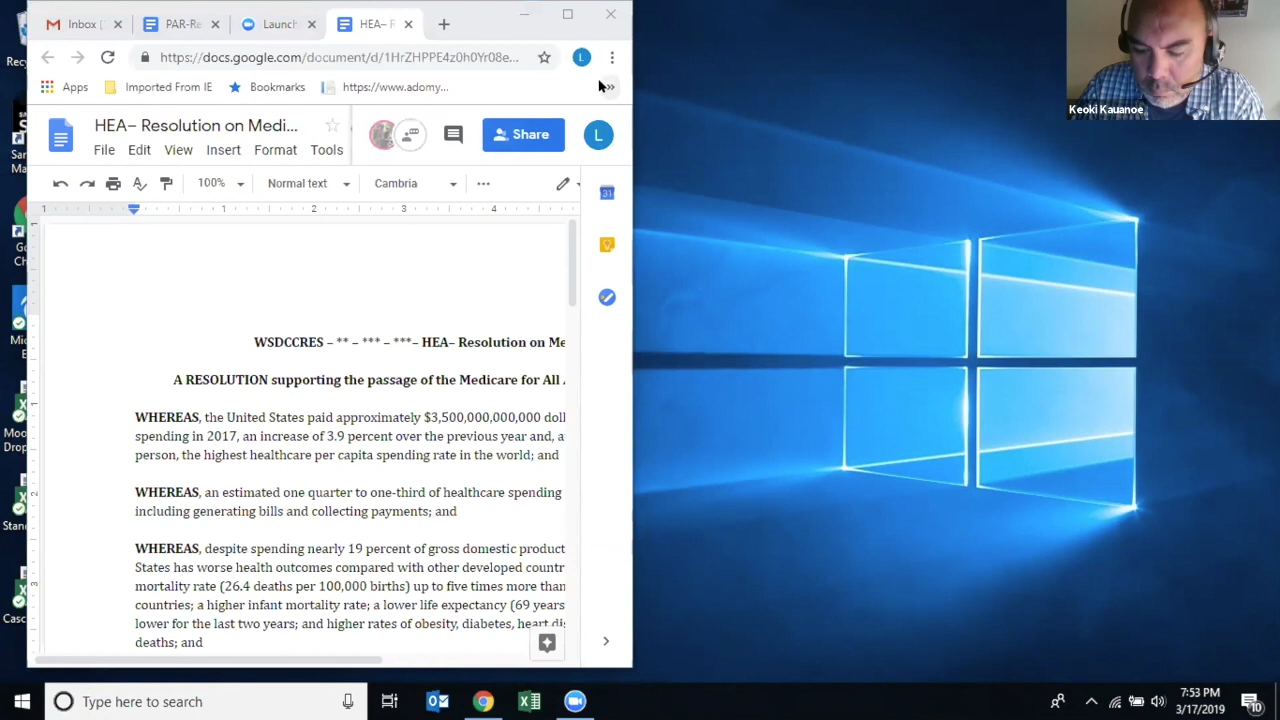 Inbox (
PAR-Re
Launch
HEA– R
https://docs.google.com/document/d/1HrZHPPE4z0h0Yr08e...
Apps
Imported From IE
Bookmarks
https://www.adomy...
HEA– Resolution on Medi...
File Edit View Insert Format Tools
Share
L
100%
Normal text
Cambria
1 1 2 3 4
31
WSDCCRES – ** – *** – ***– HEA– Resolution on Me
A RESOLUTION supporting the passage of the Medicare for All
WHEREAS, the United States paid approximately $3,500,000,000,000 doll
spending in 2017, an increase of 3.9 percent over the previous year and, a
person, the highest healthcare per capita spending rate in the world; and
WHEREAS, an estimated one quarter to one-third of healthcare spending
including generating bills and collecting payments; and
WHEREAS, despite spending nearly 19 percent of gross domestic product
States has worse health outcomes compared with other developed countr
mortality rate (26.4 deaths per 100,000 births) up to five times more than
countries; a higher infant mortality rate; a lower life expectancy (69 years
lower for the last two years; and higher rates of obesity, diabetes, heart di
deaths; and
Keoki Kauanoe
Type here to search
7:53 PM
3/17/2019
10